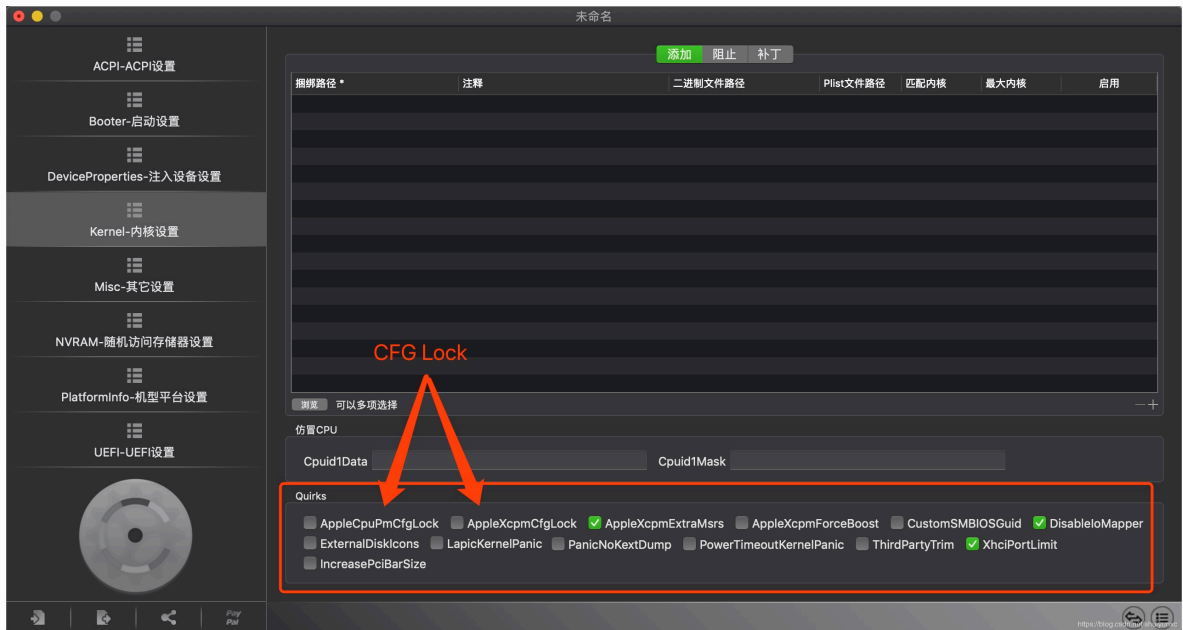 未命名
ACPI-ACPI设置
Booter-启动设置
DeviceProperties-注入设备设置
Kernel-内核设置
Misc-其它设置
NVRAM-随机访问存储器设置
PlatformInfo-机型平台设置
UEFI-UEFI设置
Pay
Pal
添加 阻止 补丁
捆绑路径 * 注释 二进制文件路径 Plist文件路径 匹配内核 最大内核 启用
CFG Lock
浏览 可以多项选择
仿冒CPU
Cpuid1Data Cpuid1Mask
Quirks
AppleCpuPmCfgLock AppleXcpmCfgLock AppleXcpmExtraMsrs AppleXcpmForceBoost CustomSMBIOSGuid DisableIoMapper
ExternalDiskIcons LapicKernelPanic PanicNoKextDump PowerTimeoutKernelPanic ThirdPartyTrim XhciPortLimit
IncreasePciBarSize